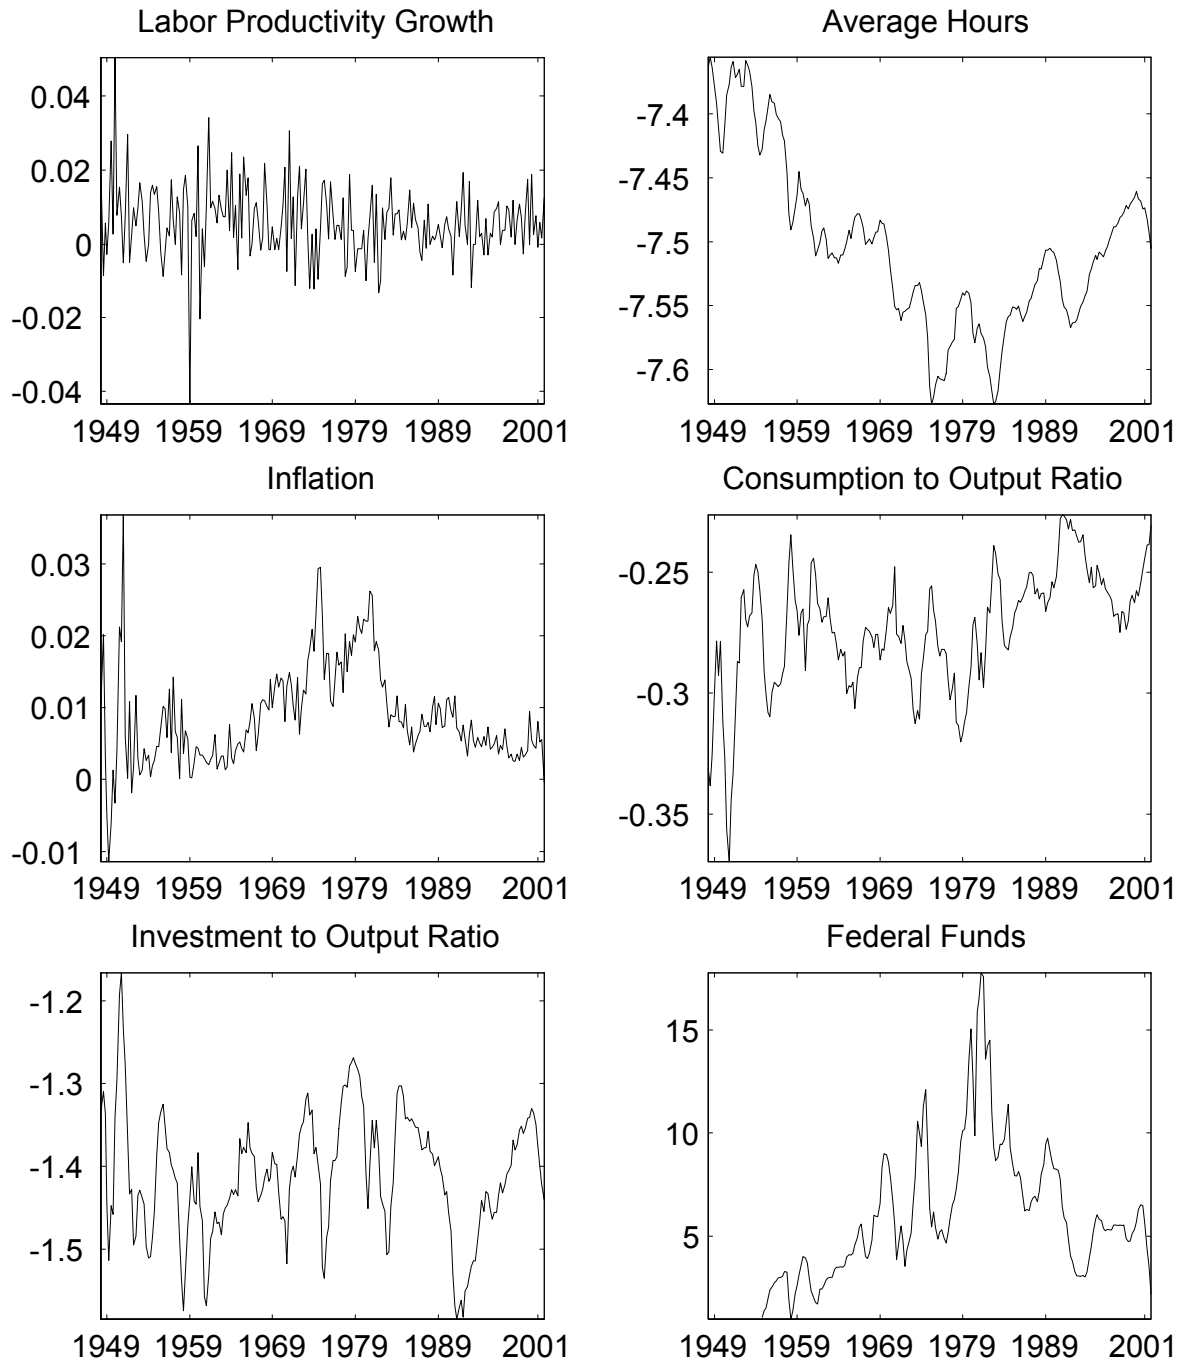 Labor Productivity Growth
0.04
0.02
0
-0.02
-0.04
1949 1959 1969 1979 1989 2001
Average Hours
-7.4
-7.45
-7.5
-7.55
-7.6
1949 1959 1969 1979 1989 2001
Inflation
0.03
0.02
0.01
0
-0.01
1949 1959 1969 1979 1989 2001
Consumption to Output Ratio
-0.25
-0.3
-0.35
1949 1959 1969 1979 1989 2001
Investment to Output Ratio
-1.2
-1.3
-1.4
-1.5
1949 1959 1969 1979 1989 2001
Federal Funds
15
10
5
1949 1959 1969 1979 1989 2001